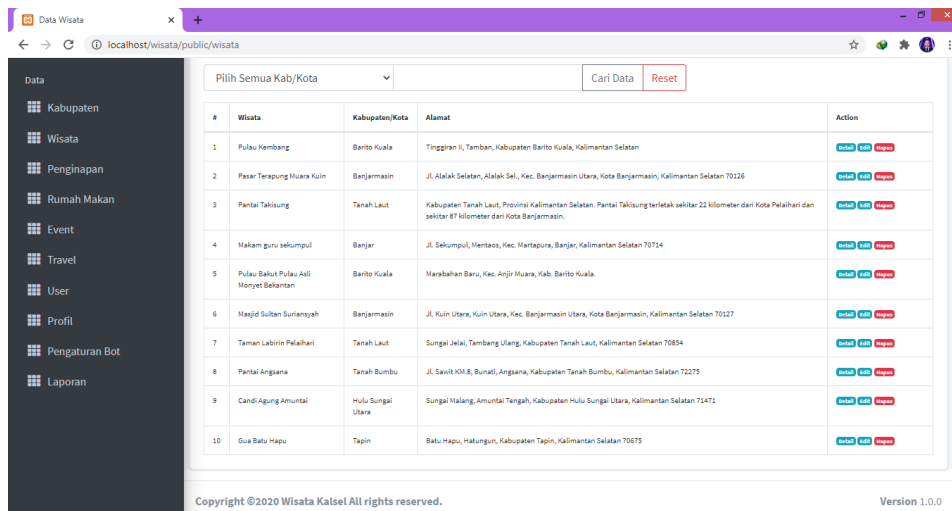 Data Wisata
localhost/wisata/public/wisata
Data
Kabupaten
Wisata
Penginapan
Rumah Makan
Event
Travel
User
Profil
Pengaturan Bot
Laporan
Pilih Semua Kab/Kota Cari Data Reset
# Wisata Kabupaten/Kota Alamat Action
1 Pulau Kembang Barito Kuala Tinggiran II, Tamban, Kabupaten Barito Kuala, Kalimantan Selatan Detail Edit Hapus
2 Pasar Terapung Muara Kuin Banjarmasin Jl. Alalak Selatan, Alalak Sel., Kec. Banjarmasin Utara, Kota Banjarmasin, Kalimantan Selatan 70126 Detail Edit Hapus
3 Pantai Takisung Tanah Laut Kabupaten Tanah Laut, Provinsi Kalimantan Selatan. Pantai Takisung terletak sekitar 22 kilometer dari Kota Pelaihari dan Detail Edit Hapus
sekitar 87 kilometer dari Kota Banjarmasin.
4 Makam guru sekumpul Banjar Jl. Sekumpul, Mentaos, Kec. Martapura, Banjar, Kalimantan Selatan 70714 Detail Edit Hapus
5 Pulau Bakut Pulau Asli Barito Kuala Marabahan Baru, Kec. Anjir Muara, Kab. Barito Kuala. Detail Edit Hapus
Monyet Bekantan
6 Masjid Sultan Suriansyah Banjarmasin Jl. Kuin Utara, Kuin Utara, Kec. Banjarmasin Utara, Kota Banjarmasin, Kalimantan Selatan 70127 Detail Edit Hapus
7 Taman Labirin Pelaihari Tanah Laut Sungai Jelai, Tambang Ulang, Kabupaten Tanah Laut, Kalimantan Selatan 70854 Detail Edit Hapus
8 Pantai Angsana Tanah Bumbu Jl. Sawit KM.8, Bunati, Angsana, Kabupaten Tanah Bumbu, Kalimantan Selatan 72275 Detail Edit Hapus
9 Candi Agung Amuntai Hulu Sungai Sungai Malang, Amuntai Tengah, Kabupaten Hulu Sungai Utara, Kalimantan Selatan 71471 Detail Edit Hapus
Utara
10 Gua Batu Hapu Tapin Batu Hapu, Hatungun, Kabupaten Tapin, Kalimantan Selatan 70675 Detail Edit Hapus
Copyright ©2020 Wisata Kalsel All rights reserved. Version 1.0.0